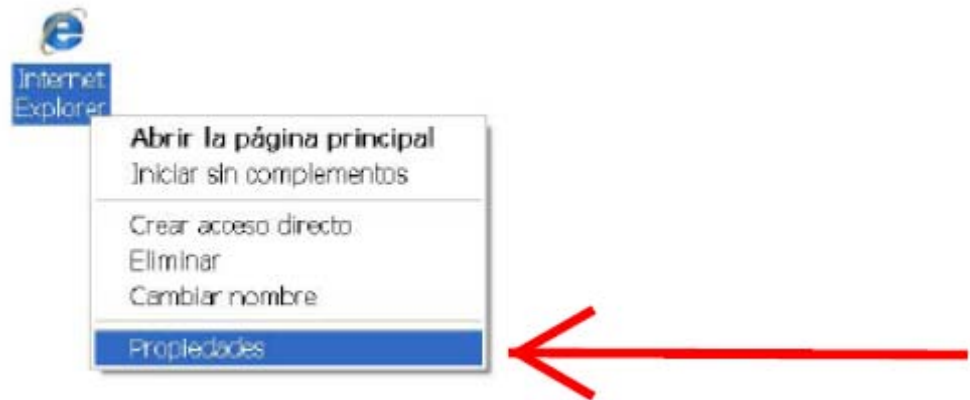 Internet
Explorer
Abrir la página principal
Iniciar sin complementos
Crear acceso directo
Eliminar
Cambiar nombre
Propiedades